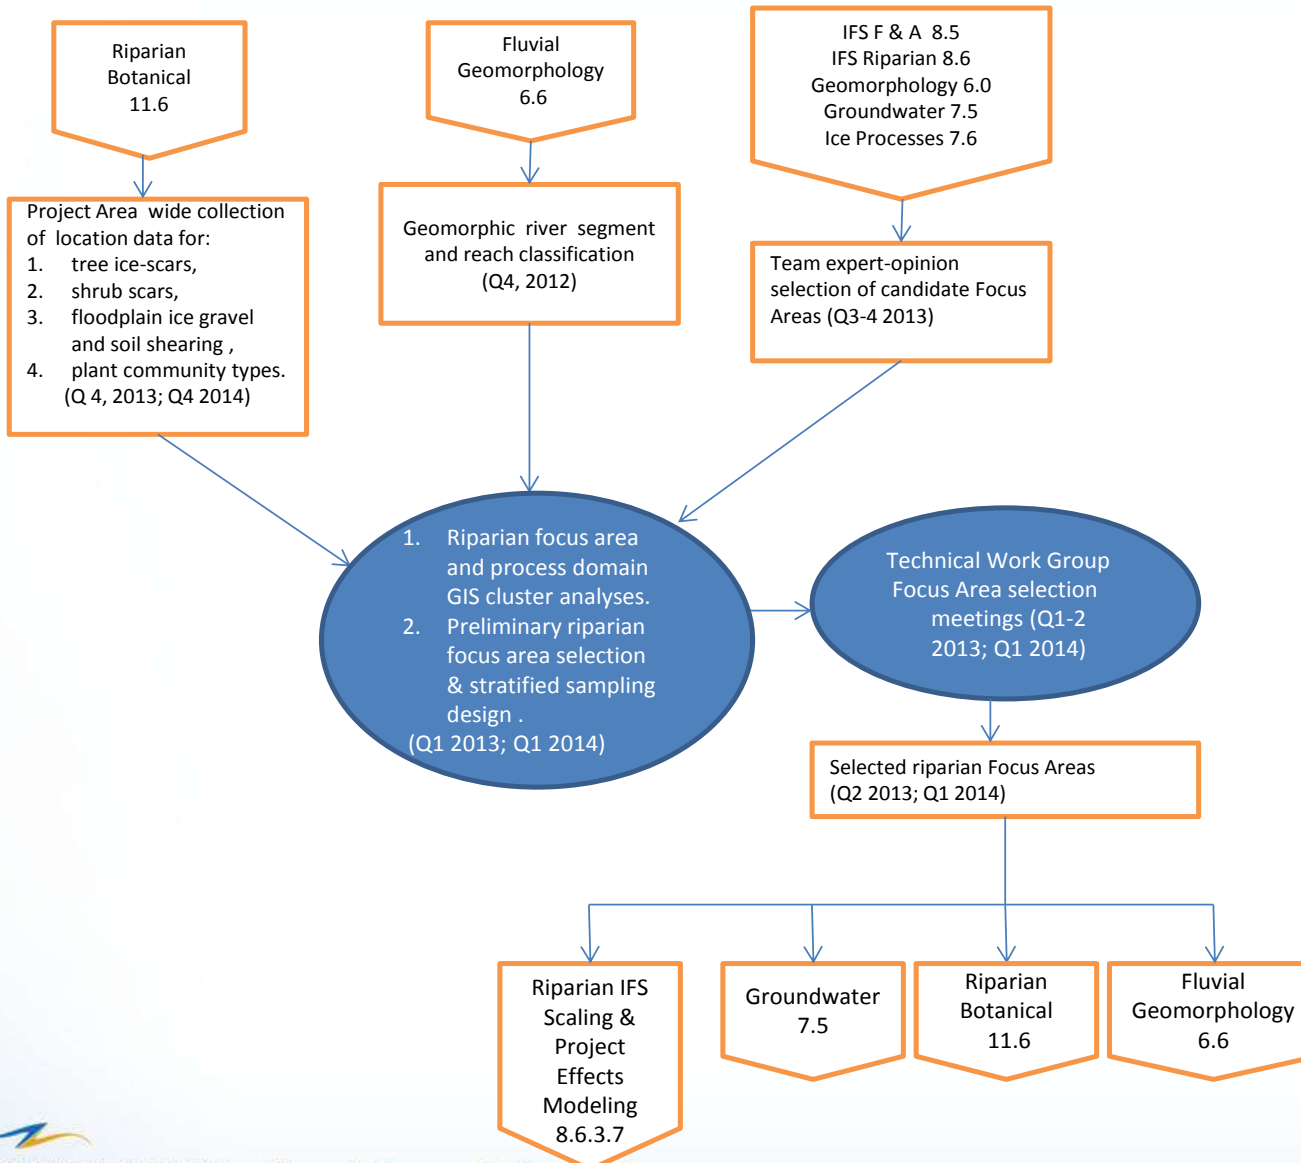 Riparian
Botanical
11.6
Fluvial
Geomorphology
6.6
IFS F & A 8.5
IFS Riparian 8.6
Geomorphology 6.0
Groundwater 7.5
Ice Processes 7.6
Project Area wide collection
of location data for:
1. tree ice-scars,
2. shrub scars,
3. floodplain ice gravel
and soil shearing ,
4. plant community types.
(Q 4, 2013; Q4 2014)
Geomorphic river segment
and reach classification
(Q4, 2012)
Team expert-opinion
selection of candidate Focus
Areas (Q3-4 2013)
1. Riparian focus area
and process domain
GIS cluster analyses.
2. Preliminary riparian
focus area selection
& stratified sampling
design .
(Q1 2013; Q1 2014)
Technical Work Group
Focus Area selection
meetings (Q1-2
2013; Q1 2014)
Selected riparian Focus Areas
(Q2 2013; Q1 2014)
Riparian IFS
Scaling &
Project
Effects
Modeling
8.6.3.7
Groundwater
7.5
Riparian
Botanical
11.6
Fluvial
Geomorphology
6.6